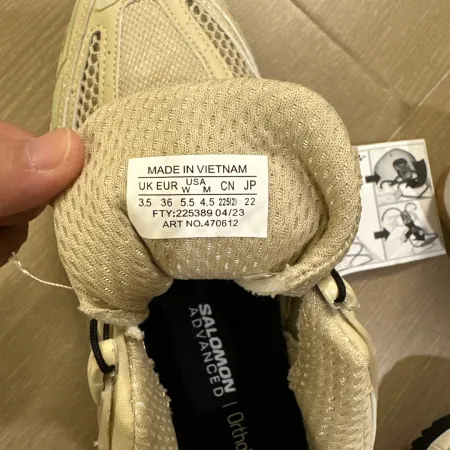 MADE IN VIETNAM
UK EUR USA W M CN JP
3.5 36 5.5 4.5 225(2) 22
FTY:225389 04/23
ART NO.470612
SALOMON
ADVANCED
Ortho